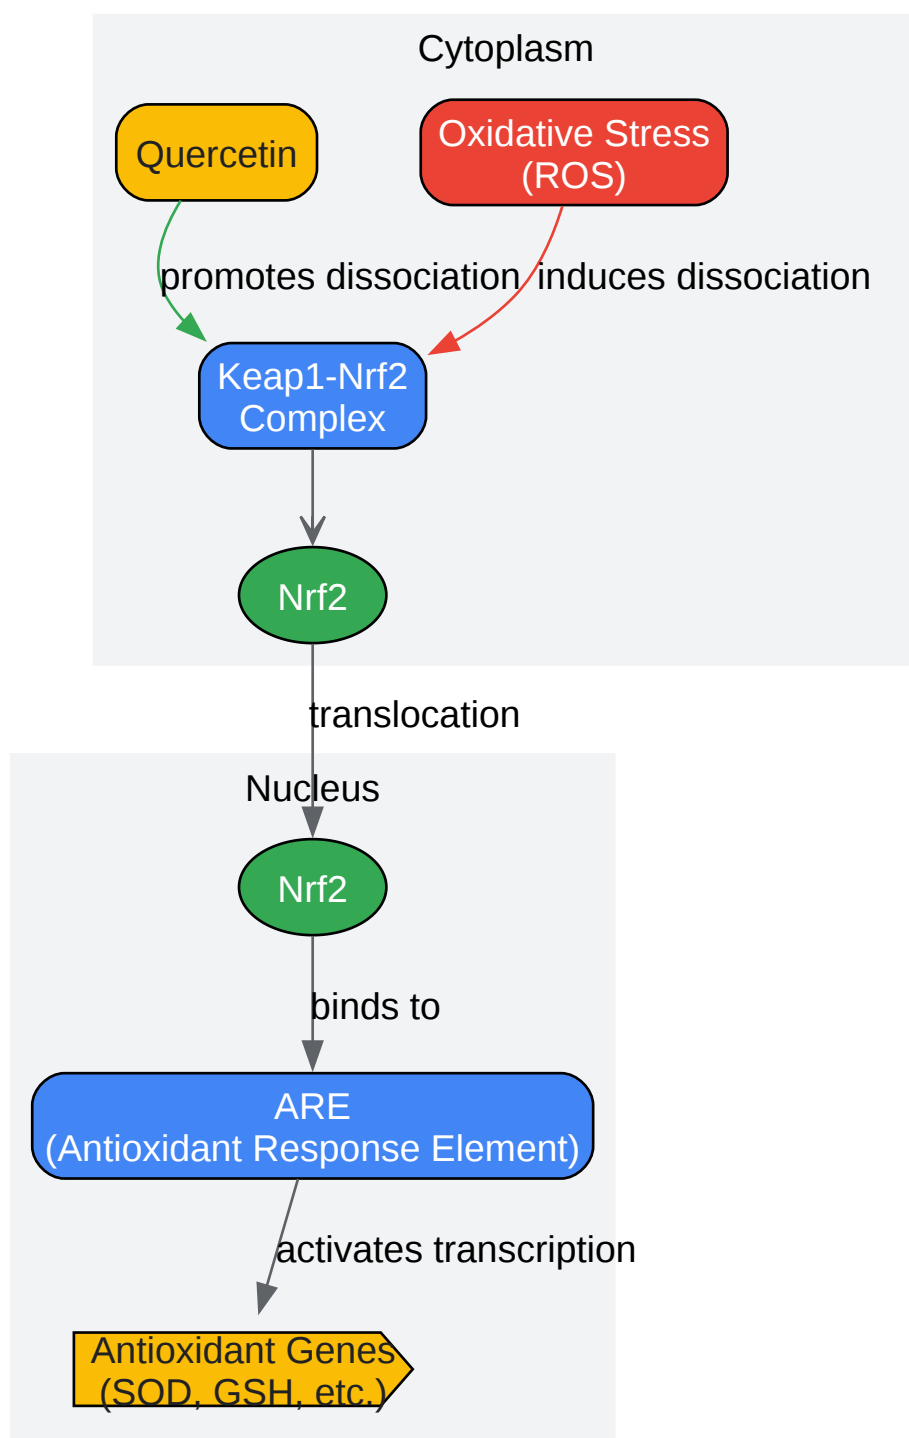 Cytoplasm
Quercetin
Oxidative Stress
(ROS)
promotes dissociation
induces dissociation
Keap1-Nrf2
Complex
Nrf2
translocation
Nucleus
Nrf2
binds to
ARE
(Antioxidant Response Element)
activates transcription
Antioxidant Genes
(SOD, GSH, etc.)